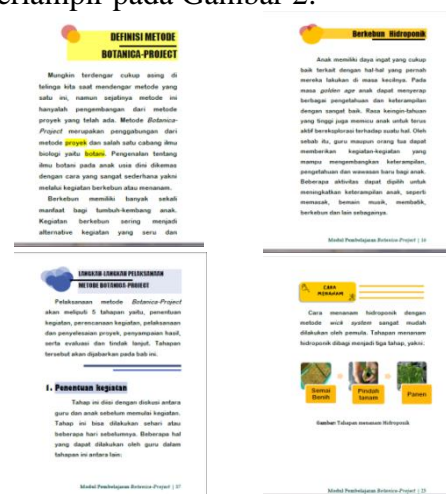 terlampir pada Gambar 2.
DEFINISI METODE
BOTANICA-PROJECT
Mungkin terdengar cukup asing di
telinga kita saat mendengar metode yang
satu ini, namun sejatinya metode ini
hanyalah pengembangan dari metode
proyek yang telah ada. Metode Botanica-
Project merupakan penggabungan dari
metode proyek dan salah satu cabang ilmu
biologi yaitu botani. Pengenalan tentang
ilmu botani pada anak usia dini dikemas
dengan cara yang sangat sederhana yakni
melalui kegiatan berkebun atau menanam.
Berkebun memiliki banyak sekali
manfaat bagi tumbuh-kembang anak.
Kegiatan berkebun sering menjadi
alternative kegiatan yang seru dan
Berkebun Hidroponik
Anak memiliki daya ingat yang cukup
baik terkait dengan hal-hal yang pernah
mereka lakukan di masa kecilnya. Pada
masa golden age anak dapat menyerap
berbagai pengetahuan dan keterampilan
dengan sangat baik. Rasa keingin-tahuan
yang tinggi juga memicu anak untuk terus
aktif bereksplorasi terhadap suatu hal. Oleh
sebab itu, guru maupun orang tua dapat
memberikan kegiatan-kegiatan yang
mampu mengembangkan keterampilan,
pengetahuan dan wawasan baru bagi anak.
Beberapa aktivitas dapat dipilih untuk
meningkatkan keterampilan anak, seperti
memasak, bemain musik, membatik,
berkebun dan lain sebagainya.
Modul Pembelajaran Botanica-Project | 16
LANGKAH-LANGKAH PELAKSANAAN
METODE BOTANICA-PROJECT
Pelaksanaan metode Botanica-Project
akan meliputi 5 tahapan yaitu, penentuan
kegiatan, perencanaan kegiatan, pelaksanaan
dan penyelesaian proyek, penyampaian hasil,
serta evaluasi dan tindak lanjut. Tahapan
tersebut akan dijabarkan pada bab ini.
1. Penentuan kegiatan
Tahap ini diisi dengan diskusi antara
guru dan anak sebelum memulai kegiatan.
Tahap ini bisa dilakukan sehari atau
beberapa hari sebelumnya. Beberapa hal
yang dapat dilakukan oleh guru dalam
tahapan ini antara lain:
Modul Pembelajaran Botanica-Project | 37
CARA
MENANAM
Cara menanam hidroponik dengan
metode wick system sangat mudah
dilakukan oleh pemula. Tahapan menanam
hidroponik dibagi menjadi tiga tahap, yakni:
Semai
Benih
Pindah
tanam
Panen
Gambar Tahapan menanam Hidroponik
Modul Pembelajaran Botanica-Project | 23